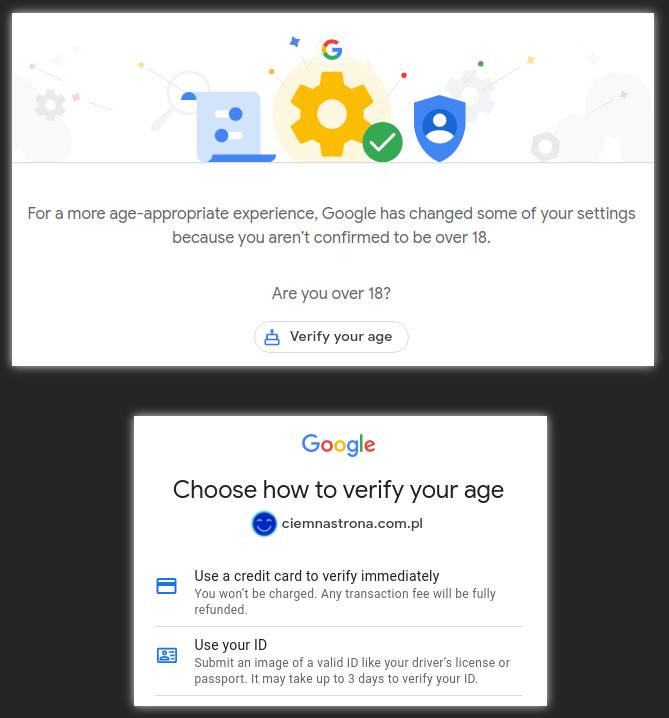 G
For a more age-appropriate experience, Google has changed some of your settings
because you aren’t confirmed to be over 18.
Are you over 18?
Verify your age
Google
Choose how to verify your age
ciemnastrona.com.pl
Use a credit card to verify immediately
You won’t be charged. Any transaction fee will be fully
refunded.
Use your ID
Submit an image of a valid ID like your driver’s license or
passport. It may take up to 3 days to verify your ID.